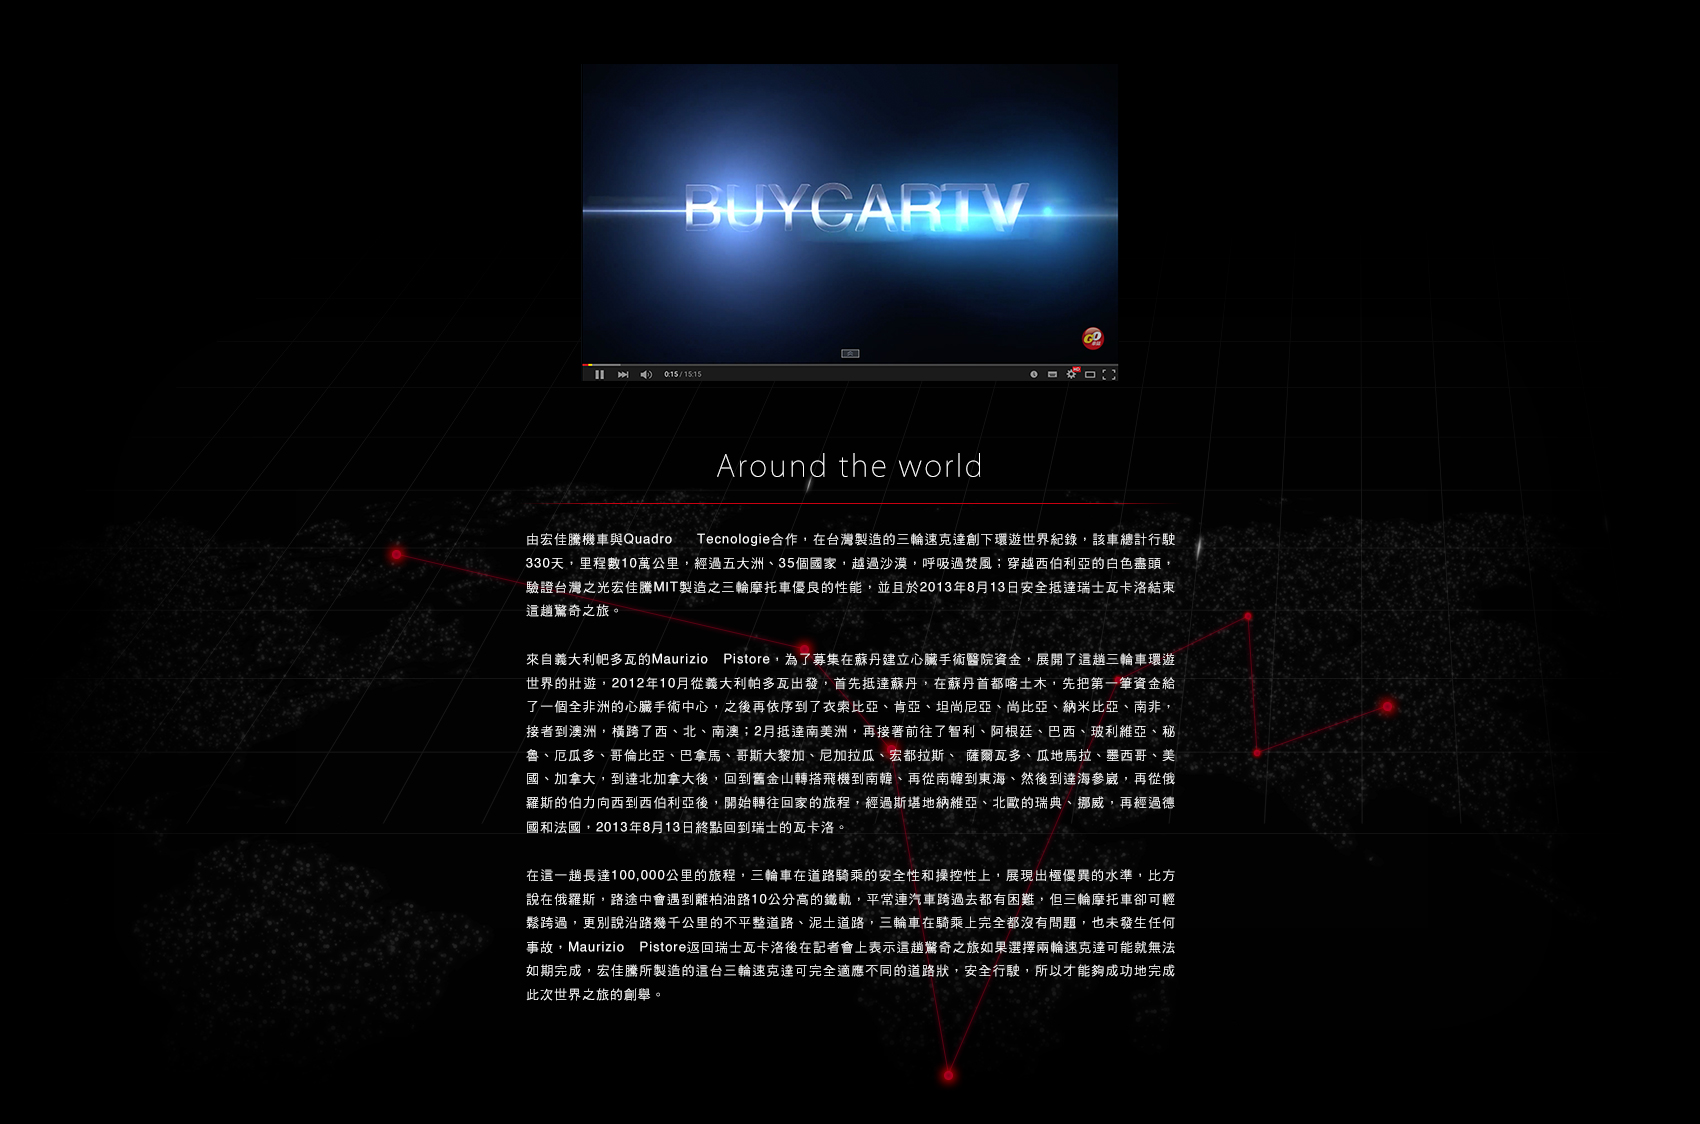 BUYCARTV
GO
0:15 / 15:15
HD
Around the world
由宏佳騰機車與Quadro Tecnologie合作，在台灣製造的三輪速克達創下環遊世界紀錄，該車總計行駛
330天，里程數10萬公里，經過五大洲、35個國家，越過沙漠，呼吸過焚風；穿越西伯利亞的白色盡頭，
驗證台灣之光宏佳騰MIT製造之三輪摩托車優良的性能，並且於2013年8月13日安全抵達瑞士瓦卡洛結束
這趟驚奇之旅。
來自義大利帊多瓦的Maurizio Pistore，為了募集在蘇丹建立心臟手術醫院資金，展開了這趟三輪車環遊
世界的壯遊，2012年10月從義大利帕多瓦出發，首先抵達蘇丹，在蘇丹首都喀土木，先把第一筆資金給
了一個全非洲的心臟手術中心，之後再依序到了衣索比亞、肯亞、坦尚尼亞、尚比亞、納米比亞、南非，
接者到澳洲，橫跨了西、北、南澳；2月抵達南美洲，再接著前往了智利、阿根廷、巴西、玻利維亞、秘
魯、厄瓜多、哥倫比亞、巴拿馬、哥斯大黎加、尼加拉瓜、宏都拉斯、 薩爾瓦多、瓜地馬拉、墨西哥、美
國、加拿大，到達北加拿大後，回到舊金山轉搭飛機到南韓、再從南韓到東海、然後到達海參崴，再從俄
羅斯的伯力向西到西伯利亞後，開始轉往回家的旅程，經過斯堪地納維亞、北歐的瑞典、挪威，再經過德
國和法國，2013年8月13日終點回到瑞士的瓦卡洛。
在這一趟長達100,000公里的旅程，三輪車在道路騎乘的安全性和操控性上，展現出極優異的水準，比方
說在俄羅斯，路途中會遇到離柏油路10公分高的鐵軌，平常連汽車跨過去都有困難，但三輪摩托車卻可輕
鬆跨過，更別說沿路幾千公里的不平整道路、泥土道路，三輪車在騎乘上完全都沒有問題，也未發生任何
事故，Maurizio Pistore返回瑞士瓦卡洛後在記者會上表示這趟驚奇之旅如果選擇兩輪速克達可能就無法
如期完成，宏佳騰所製造的這台三輪速克達可完全適應不同的道路狀，安全行駛，所以才能夠成功地完成
此次世界之旅的創舉。